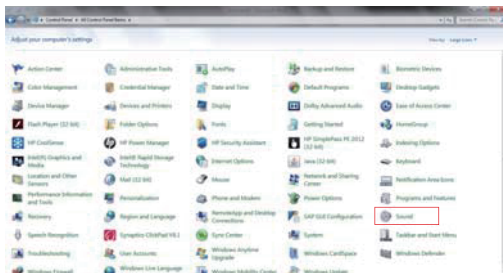 Control Panel ▸ All Control Panel Items ▸
Adjust your computer's settings
View by: Large icons
Action Center
Administrative Tools
AutoPlay
Backup and Restore
Biometric Devices
Color Management
Credential Manager
Date and Time
Default Programs
Desktop Gadgets
Device Manager
Devices and Printers
Display
Dolby Advanced Audio
Ease of Access Center
Flash Player (32-bit)
Folder Options
Fonts
Getting Started
HomeGroup
HP CoolSense
HP Power Manager
HP Security Assistant
HP SimplePass PE 2012
(32-bit)
Indexing Options
Intel(R) Graphics and
Media
Intel® Rapid Storage
Technology
Internet Options
Java (32-bit)
Keyboard
Location and Other
Sensors
Mail (32-bit)
Mouse
Network and Sharing
Center
Notification Area Icons
Performance Information
and Tools
Personalization
Phone and Modem
Power Options
Programs and Features
Recovery
Region and Language
RemoteApp and Desktop
Connections
SAP GUI Configuration
Sound
Speech Recognition
Synaptics ClickPad V8.1
Sync Center
System
Taskbar and Start Menu
Troubleshooting
User Accounts
Windows Anytime
Upgrade
Windows CardSpace
Windows Defender
Windows Firewall
Windows Live Language
Windows Mobility Center
Windows Update